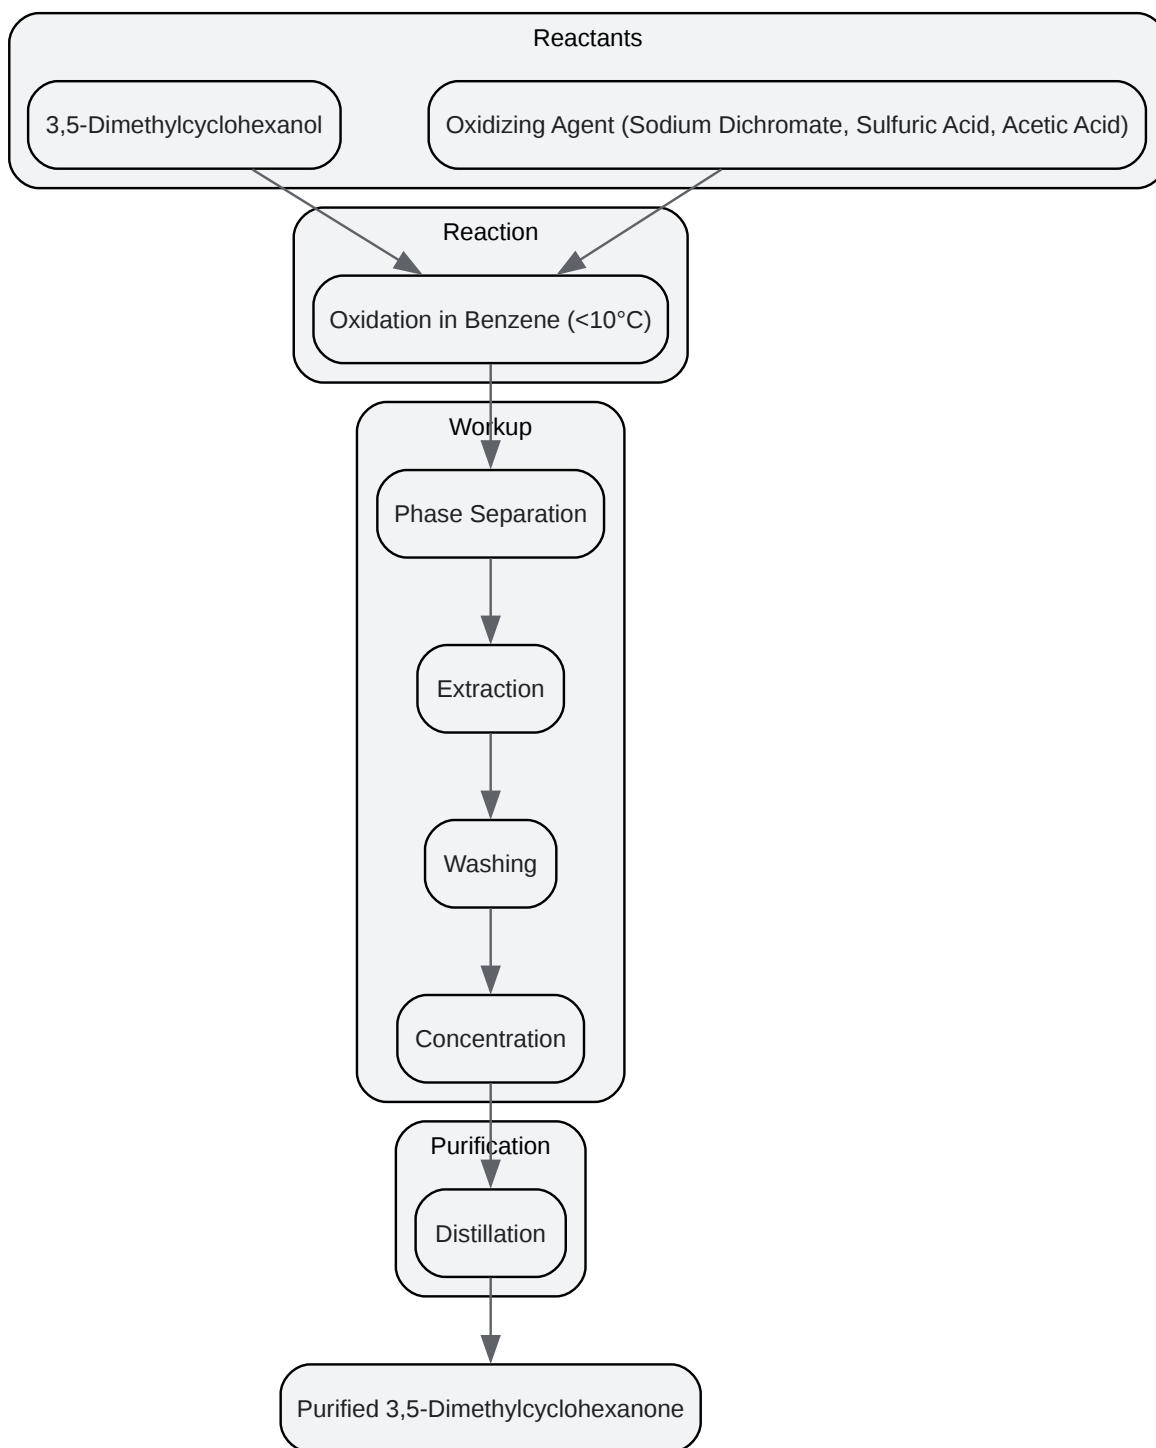 Reactants
3,5-Dimethylcyclohexanol
Oxidizing Agent (Sodium Dichromate, Sulfuric Acid, Acetic Acid)
Reaction
Oxidation in Benzene (<10°C)
Workup
Phase Separation
Extraction
Washing
Concentration
Purification
Distillation
Purified 3,5-Dimethylcyclohexanone